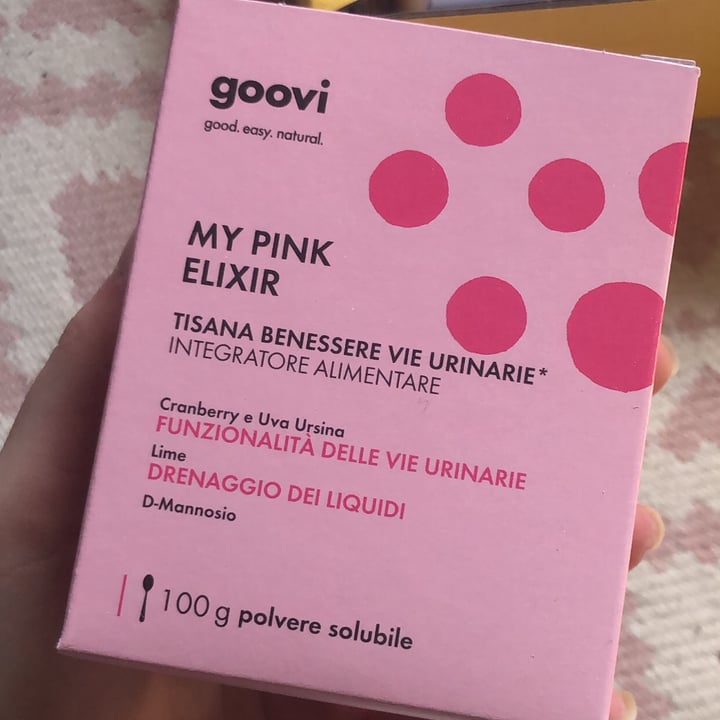 goovi
good. easy. natural.
MY PINK
ELIXIR
TISANA BENESSERE VIE URINARIE*
INTEGRATORE ALIMENTARE
Cranberry e Uva Ursina
FUNZIONALITÀ DELLE VIE URINARIE
Lime
DRENAGGIO DEI LIQUIDI
D-Mannosio
100 g polvere solubile